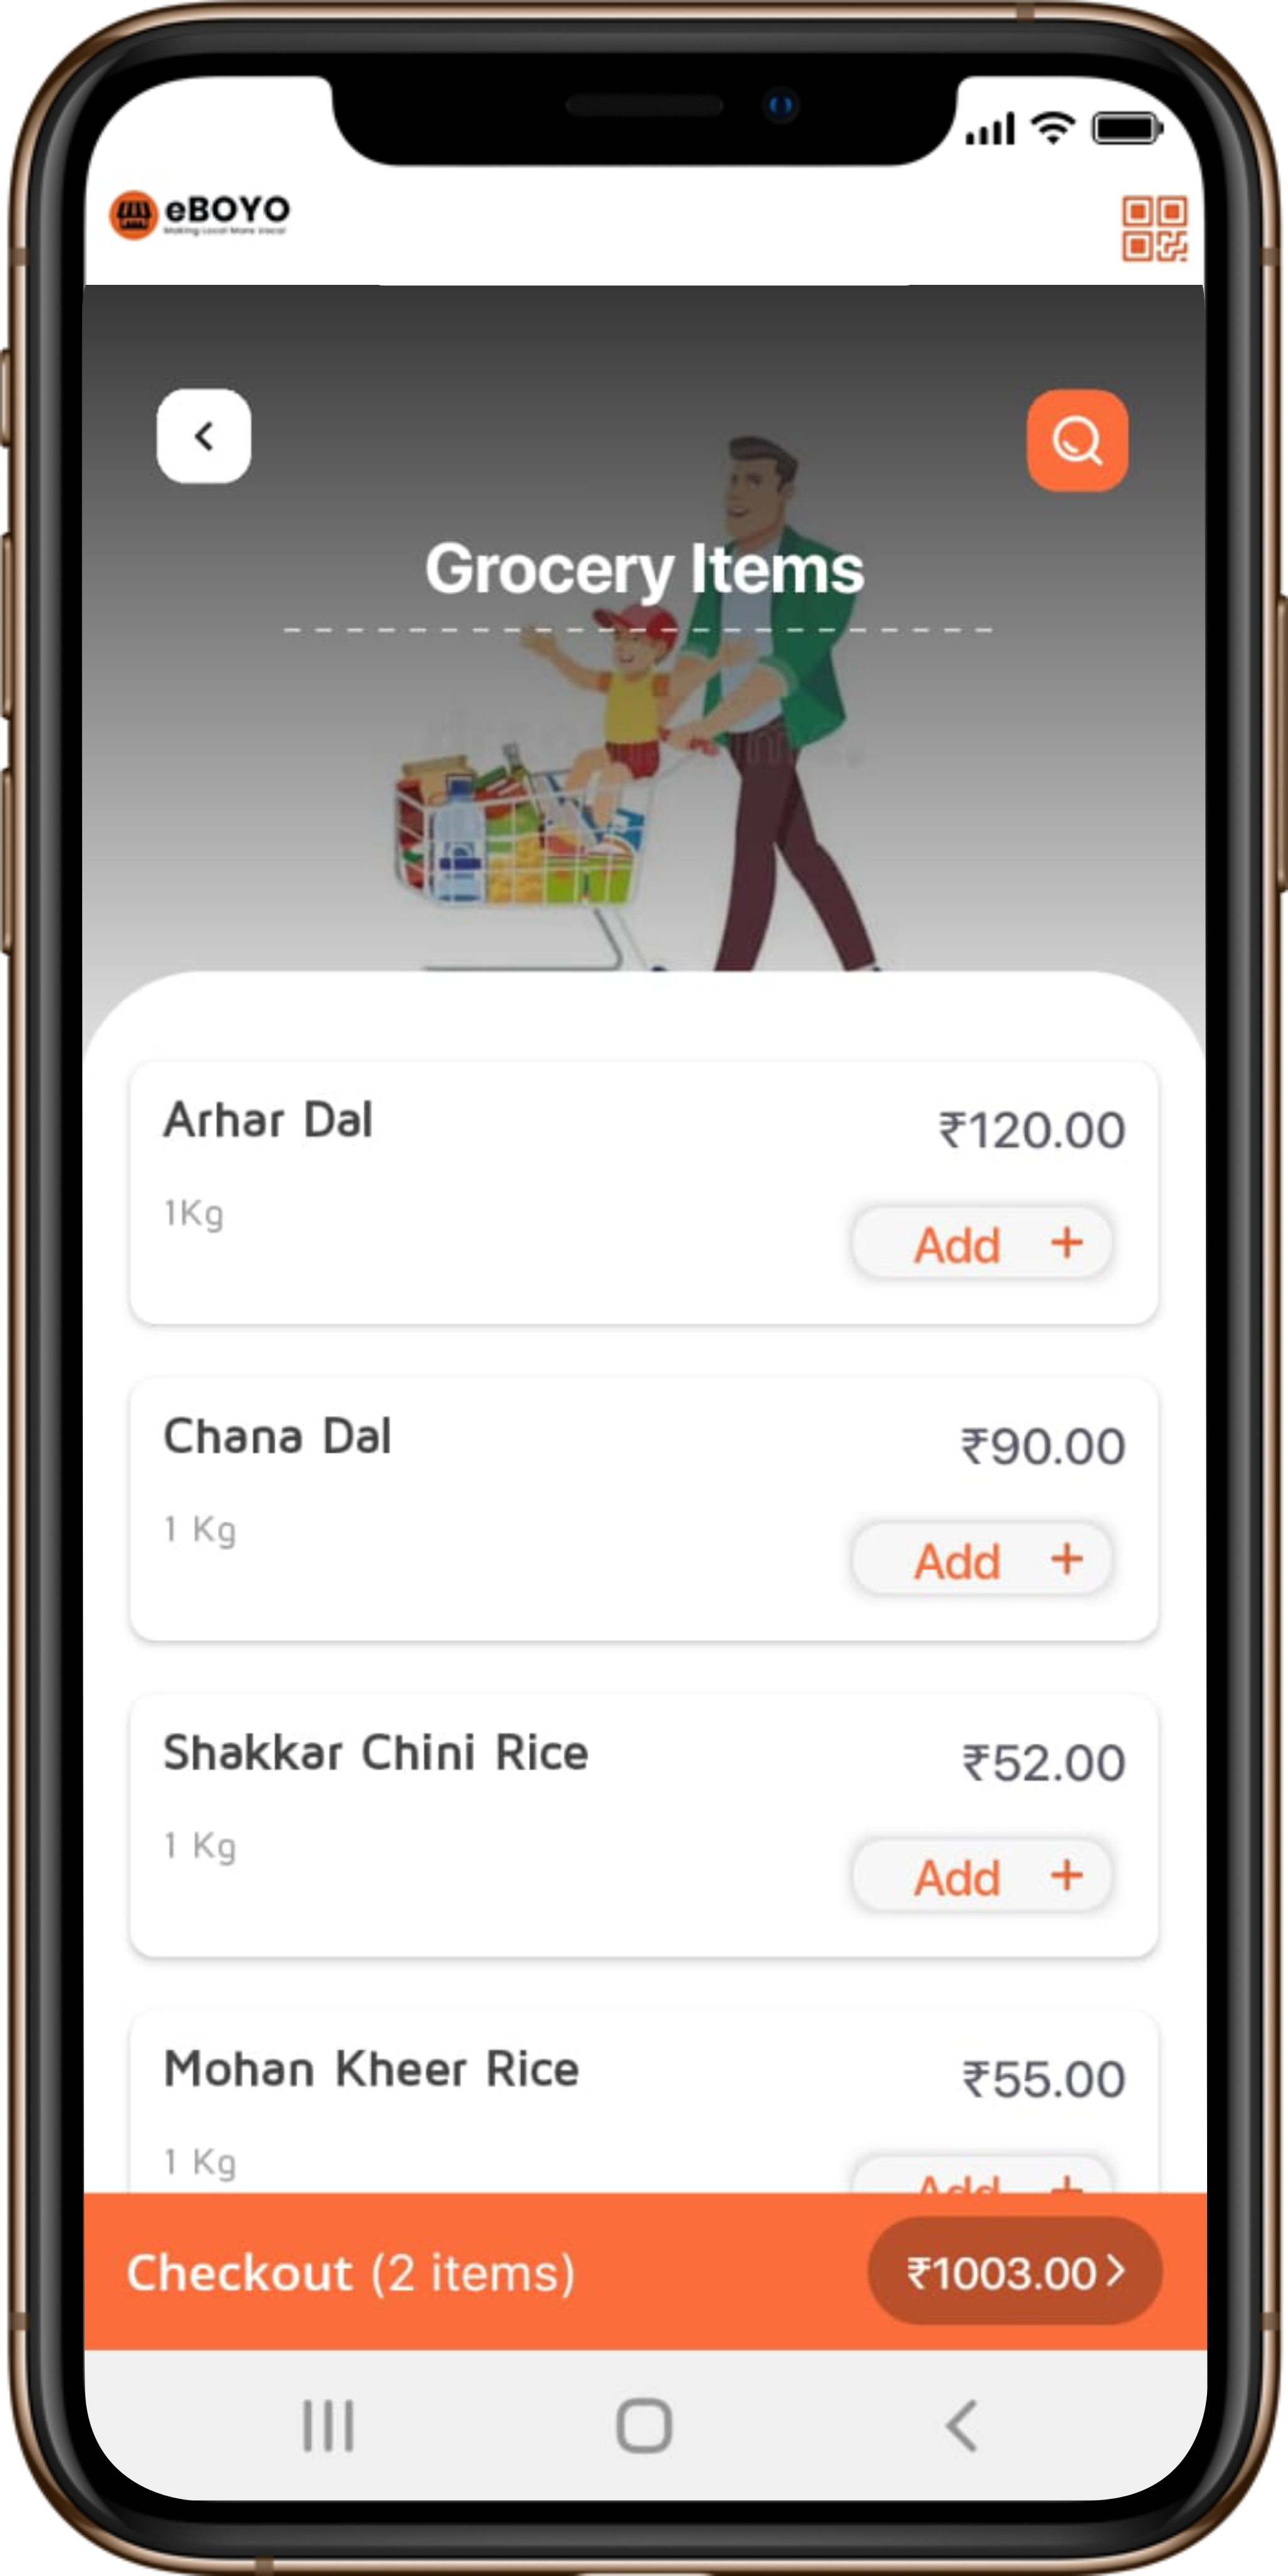 eBOYO
Making Local More Vocal
Grocery Items
Arhar Dal
₹120.00
1Kg
Add +
Chana Dal
₹90.00
1 Kg
Add +
Shakkar Chini Rice
₹52.00
1 Kg
Add +
Mohan Kheer Rice
₹55.00
1 Kg
Add +
Checkout (2 items)
₹1003.00 >